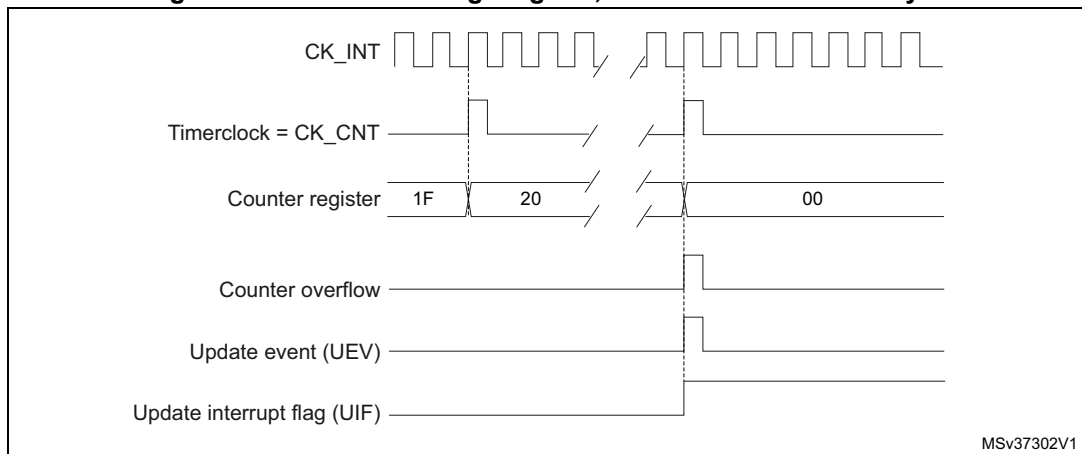 CK_INT
Timerclock = CK_CNT
Counter register 1F 20 00
Counter overflow
Update event (UEV)
Update interrupt flag (UIF)
MSv37302V1